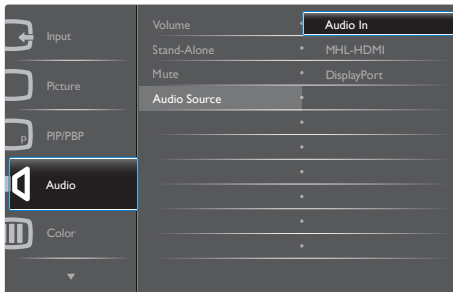 Input
Picture
P
PIP/PBP
Audio
Color
Volume
Stand-Alone
Mute
Audio Source
Audio In
MHL-HDMI
DisplayPort